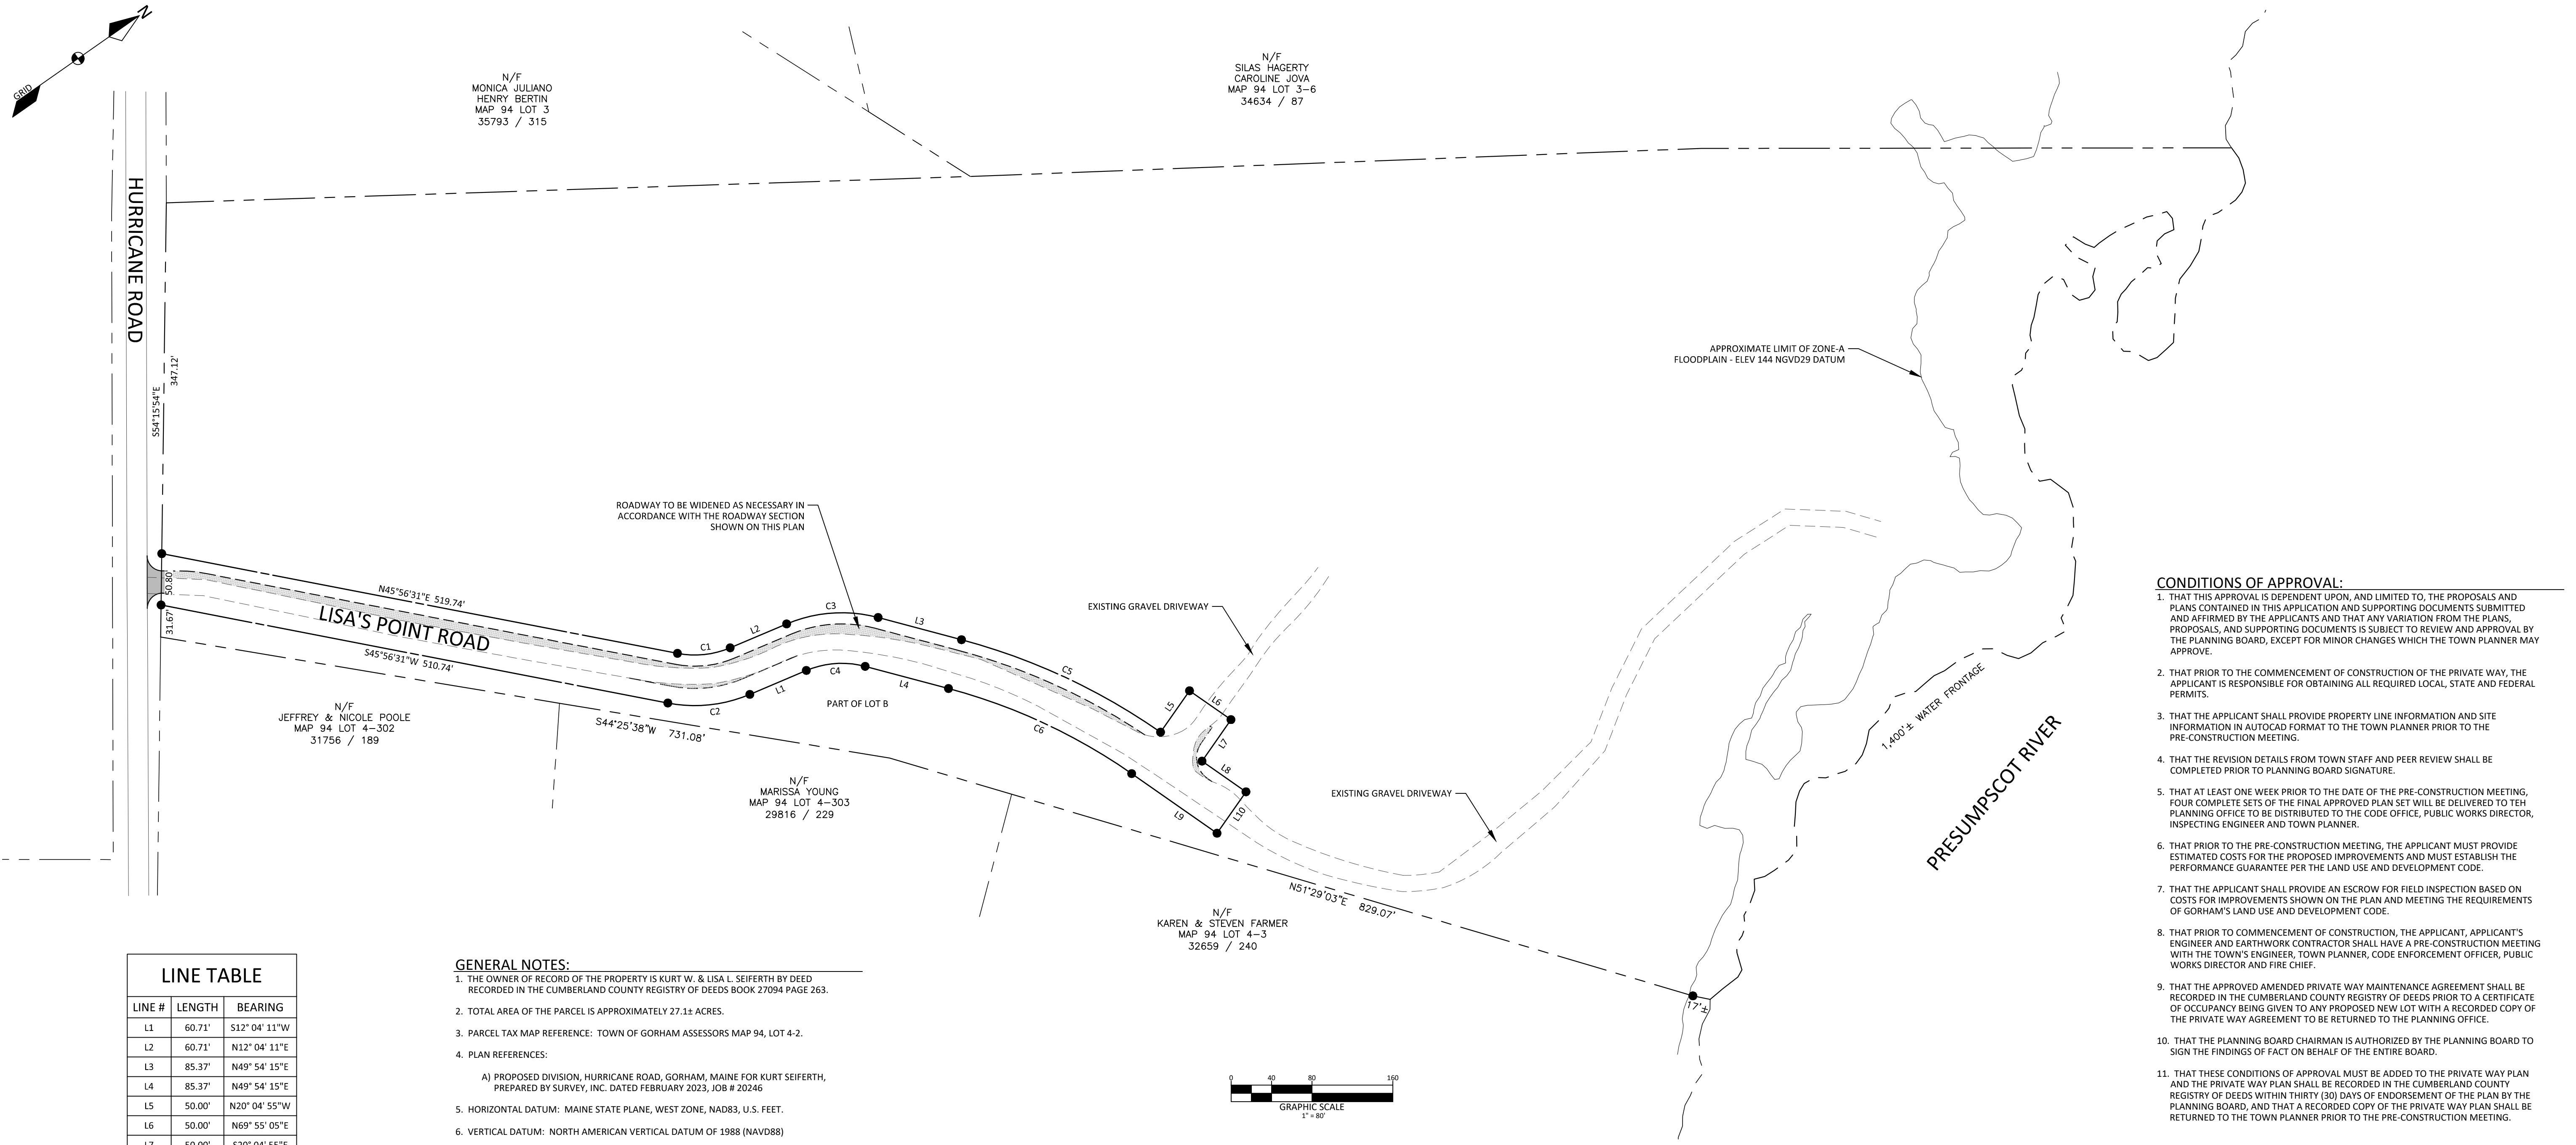 N
GRID
N/F
MONICA JULIANO
HENRY BERTIN
MAP 94 LOT 3
35793 / 315
N/F
SILAS HAGERTY
CAROLINE JOVA
MAP 94 LOT 3-6
34634 / 87
HURRICANE ROAD
S54°15'54"E
347.12'
50.80'
31.67'
APPROXIMATE LIMIT OF ZONE-A
FLOODPLAIN - ELEV 144 NGVD29 DATUM
ROADWAY TO BE WIDENED AS NECESSARY IN
ACCORDANCE WITH THE ROADWAY SECTION
SHOWN ON THIS PLAN
N45°56'31"E 519.74'
LISA'S POINT ROAD
S45°56'31"W 510.74'
C1
L2
C3
L3
C5
L5
L6
L7
L8
L10
L9
C6
L4
C4
L1
C2
PART OF LOT B
EXISTING GRAVEL DRIVEWAY
EXISTING GRAVEL DRIVEWAY
N/F
JEFFREY & NICOLE POOLE
MAP 94 LOT 4-302
31756 / 189
S44°25'38"W 731.08'
N/F
MARISSA YOUNG
MAP 94 LOT 4-303
29816 / 229
N51°29'03"E 829.07'
N/F
KAREN & STEVEN FARMER
MAP 94 LOT 4-3
32659 / 240
17'±
1,400'± WATER FRONTAGE
PRESUMPSCOT RIVER
LINE TABLE
LINE # LENGTH BEARING
L1 60.71' S12° 04' 11"W
L2 60.71' N12° 04' 11"E
L3 85.37' N49° 54' 15"E
L4 85.37' N49° 54' 15"E
L5 50.00' N20° 04' 55"W
L6 50.00' N69° 55' 05"E
L7 50.00' S20° 04' 55"E
GENERAL NOTES:
1. THE OWNER OF RECORD OF THE PROPERTY IS KURT W. & LISA L. SEIFERTH BY DEED
RECORDED IN THE CUMBERLAND COUNTY REGISTRY OF DEEDS BOOK 27094 PAGE 263.
2. TOTAL AREA OF THE PARCEL IS APPROXIMATELY 27.1± ACRES.
3. PARCEL TAX MAP REFERENCE: TOWN OF GORHAM ASSESSORS MAP 94, LOT 4-2.
4. PLAN REFERENCES:
A) PROPOSED DIVISION, HURRICANE ROAD, GORHAM, MAINE FOR KURT SEIFERTH,
PREPARED BY SURVEY, INC. DATED FEBRUARY 2023, JOB # 20246
5. HORIZONTAL DATUM: MAINE STATE PLANE, WEST ZONE, NAD83, U.S. FEET.
6. VERTICAL DATUM: NORTH AMERICAN VERTICAL DATUM OF 1988 (NAVD88)
0 40 80 160
GRAPHIC SCALE
1" = 80'
CONDITIONS OF APPROVAL:
1. THAT THIS APPROVAL IS DEPENDENT UPON, AND LIMITED TO, THE PROPOSALS AND
PLANS CONTAINED IN THIS APPLICATION AND SUPPORTING DOCUMENTS SUBMITTED
AND AFFIRMED BY THE APPLICANTS AND THAT ANY VARIATION FROM THE PLANS,
PROPOSALS, AND SUPPORTING DOCUMENTS IS SUBJECT TO REVIEW AND APPROVAL BY
THE PLANNING BOARD, EXCEPT FOR MINOR CHANGES WHICH THE TOWN PLANNER MAY
APPROVE.
2. THAT PRIOR TO THE COMMENCEMENT OF CONSTRUCTION OF THE PRIVATE WAY, THE
APPLICANT IS RESPONSIBLE FOR OBTAINING ALL REQUIRED LOCAL, STATE AND FEDERAL
PERMITS.
3. THAT THE APPLICANT SHALL PROVIDE PROPERTY LINE INFORMATION AND SITE
INFORMATION IN AUTOCAD FORMAT TO THE TOWN PLANNER PRIOR TO THE
PRE-CONSTRUCTION MEETING.
4. THAT THE REVISION DETAILS FROM TOWN STAFF AND PEER REVIEW SHALL BE
COMPLETED PRIOR TO PLANNING BOARD SIGNATURE.
5. THAT AT LEAST ONE WEEK PRIOR TO THE DATE OF THE PRE-CONSTRUCTION MEETING,
FOUR COMPLETE SETS OF THE FINAL APPROVED PLAN SET WILL BE DELIVERED TO TEH
PLANNING OFFICE TO BE DISTRIBUTED TO THE CODE OFFICE, PUBLIC WORKS DIRECTOR,
INSPECTING ENGINEER AND TOWN PLANNER.
6. THAT PRIOR TO THE PRE-CONSTRUCTION MEETING, THE APPLICANT MUST PROVIDE
ESTIMATED COSTS FOR THE PROPOSED IMPROVEMENTS AND MUST ESTABLISH THE
PERFORMANCE GUARANTEE PER THE LAND USE AND DEVELOPMENT CODE.
7. THAT THE APPLICANT SHALL PROVIDE AN ESCROW FOR FIELD INSPECTION BASED ON
COSTS FOR IMPROVEMENTS SHOWN ON THE PLAN AND MEETING THE REQUIREMENTS
OF GORHAM'S LAND USE AND DEVELOPMENT CODE.
8. THAT PRIOR TO COMMENCEMENT OF CONSTRUCTION, THE APPLICANT, APPLICANT'S
ENGINEER AND EARTHWORK CONTRACTOR SHALL HAVE A PRE-CONSTRUCTION MEETING
WITH THE TOWN'S ENGINEER, TOWN PLANNER, CODE ENFORCEMENT OFFICER, PUBLIC
WORKS DIRECTOR AND FIRE CHIEF.
9. THAT THE APPROVED AMENDED PRIVATE WAY MAINTENANCE AGREEMENT SHALL BE
RECORDED IN THE CUMBERLAND COUNTY REGISTRY OF DEEDS PRIOR TO A CERTIFICATE
OF OCCUPANCY BEING GIVEN TO ANY PROPOSED NEW LOT WITH A RECORDED COPY OF
THE PRIVATE WAY AGREEMENT TO BE RETURNED TO THE PLANNING OFFICE.
10. THAT THE PLANNING BOARD CHAIRMAN IS AUTHORIZED BY THE PLANNING BOARD TO
SIGN THE FINDINGS OF FACT ON BEHALF OF THE ENTIRE BOARD.
11. THAT THESE CONDITIONS OF APPROVAL MUST BE ADDED TO THE PRIVATE WAY PLAN
AND THE PRIVATE WAY PLAN SHALL BE RECORDED IN THE CUMBERLAND COUNTY
REGISTRY OF DEEDS WITHIN THIRTY (30) DAYS OF ENDORSEMENT OF THE PLAN BY THE
PLANNING BOARD, AND THAT A RECORDED COPY OF THE PRIVATE WAY PLAN SHALL BE
RETURNED TO THE TOWN PLANNER PRIOR TO THE PRE-CONSTRUCTION MEETING.